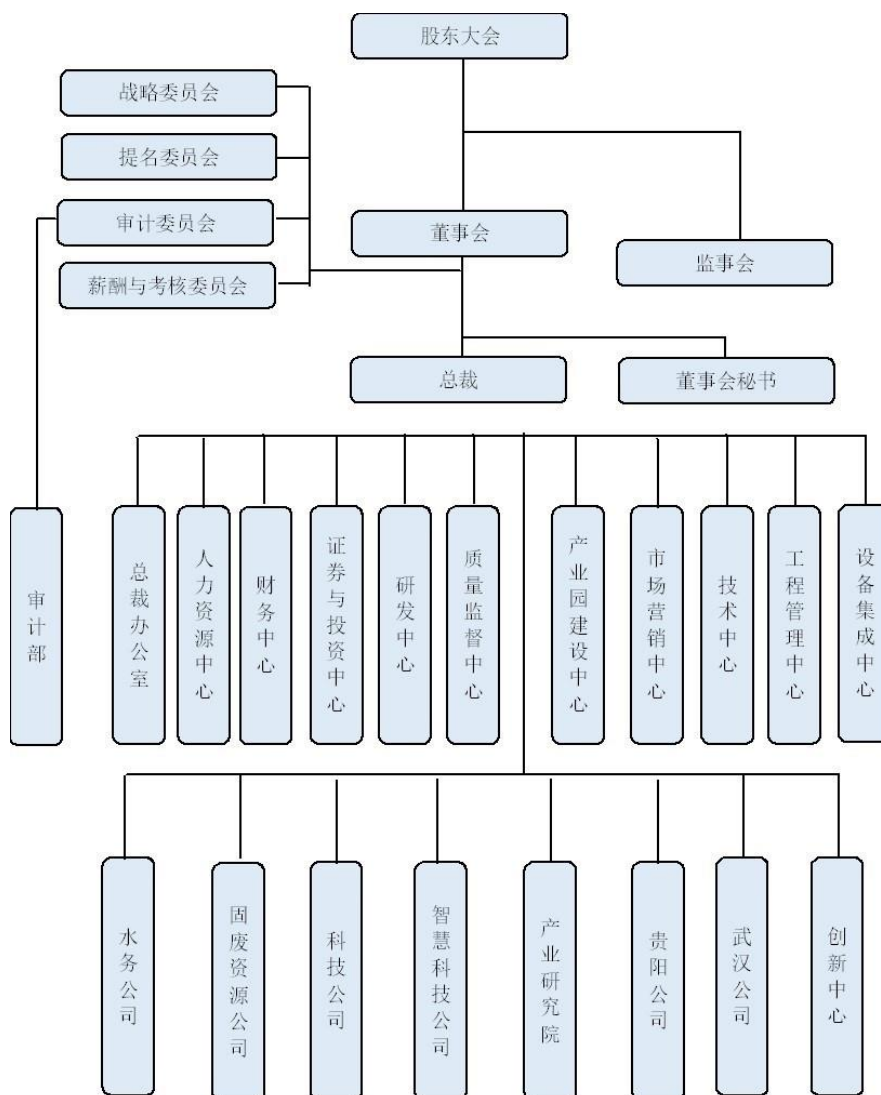 股东大会
战略委员会
提名委员会
审计委员会
董事会
监事会
薪酬与考核委员会
总裁
董事会秘书
审计部
总裁办公室
人力资源中心
财务中心
证券与投资中心
研发中心
质量监督中心
产业园建设中心
市场营销中心
技术中心
工程管理中心
设备集成中心
水务公司
固废资源公司
科技公司
智慧科技公司
产业研究院
贵阳公司
武汉公司
创新中心